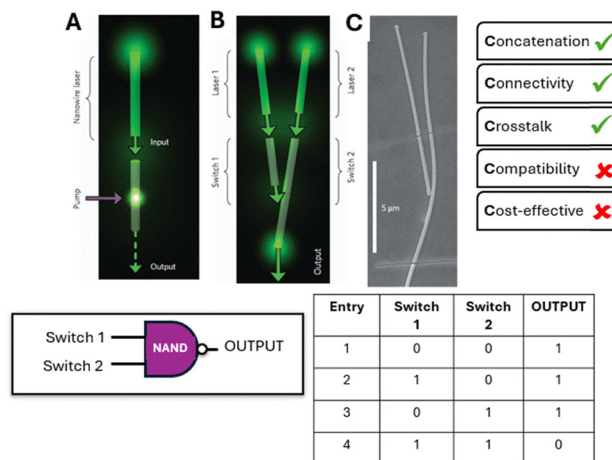 A
B
C
Nanowire laser
Input
Pump
Output
Laser 1
Laser 2
Switch 1
Switch 2
Output
5 µm
Concatenation ✓
Connectivity ✓
Crosstalk ✓
Compatibility ✗
Cost-effective ✗
Switch 1
Switch 2
NAND
OUTPUT
Entry Switch 1 Switch 2 OUTPUT
1 0 0 1
2 1 0 1
3 0 1 1
4 1 1 0